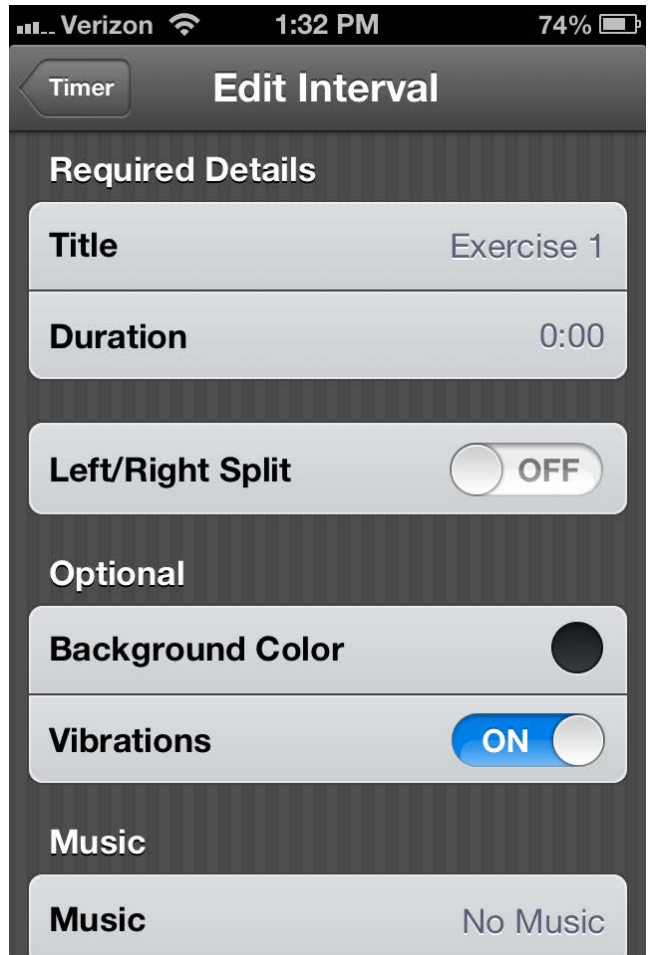 Verizon 1:32 PM 74%
Timer Edit Interval
Required Details
Title Exercise 1
Duration 0:00
Left/Right Split OFF
Optional
Background Color
Vibrations ON
Music
Music No Music